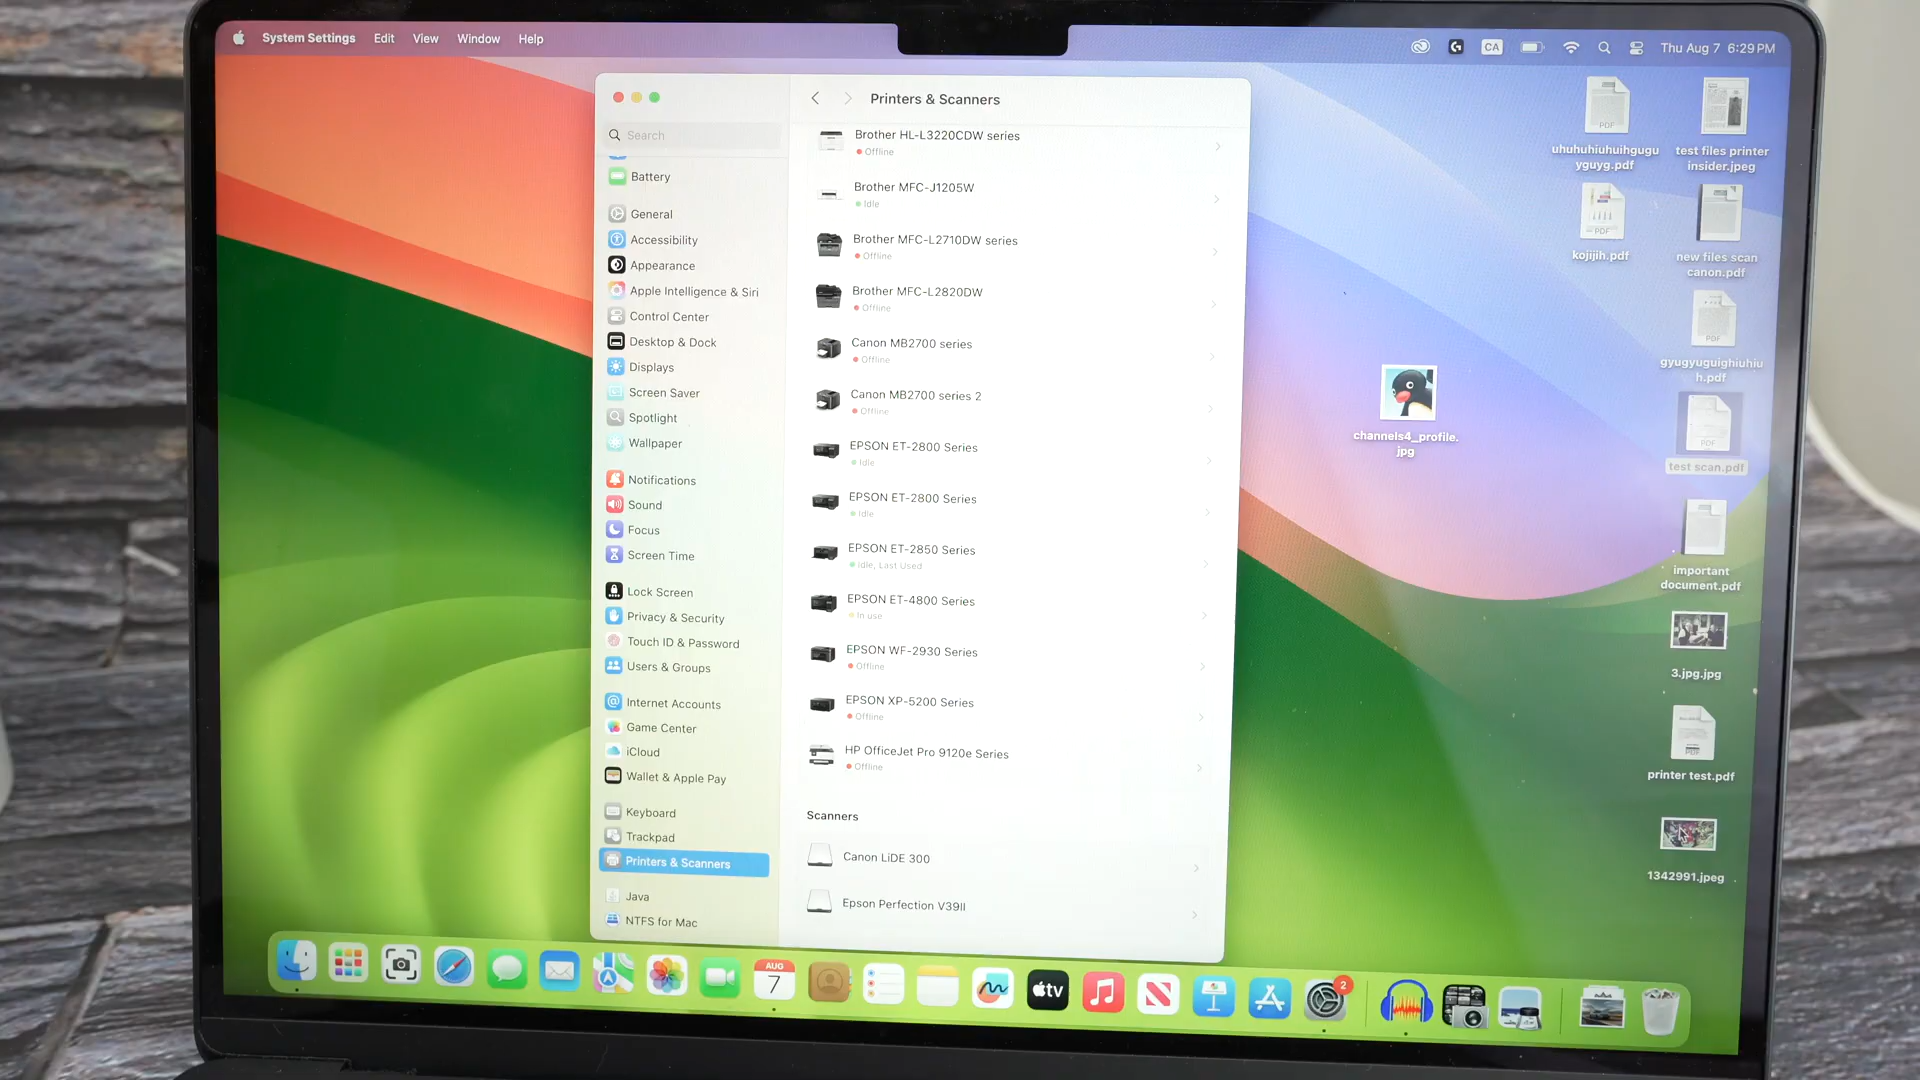 System Settings Edit View Window Help
CA
Thu Aug 7 6:29 PM
Search
Battery
General
Accessibility
Appearance
Apple Intelligence & Siri
Control Center
Desktop & Dock
Displays
Screen Saver
Spotlight
Wallpaper
Notifications
Sound
Focus
Screen Time
Lock Screen
Privacy & Security
Touch ID & Password
Users & Groups
Internet Accounts
Game Center
iCloud
Wallet & Apple Pay
Keyboard
Trackpad
Printers & Scanners
Java
NTFS for Mac
Printers & Scanners
Brother HL-L3220CDW series
Offline
Brother MFC-J1205W
Idle
Brother MFC-L2710DW series
Offline
Brother MFC-L2820DW
Offline
Canon MB2700 series
Offline
Canon MB2700 series 2
Offline
EPSON ET-2800 Series
Idle
EPSON ET-2800 Series
Idle
EPSON ET-2850 Series
Idle, Last Used
EPSON ET-4800 Series
In use
EPSON WF-2930 Series
Offline
EPSON XP-5200 Series
Offline
HP OfficeJet Pro 9120e Series
Offline
Scanners
Canon LiDE 300
Epson Perfection V39II
channels4_profile.
jpg
PDF
uhuhuhiuhuihgugu
yguyg.pdf
test files printer
insider.jpeg
PDF
kojijih.pdf
new files scan
canon.pdf
PDF
gyugyuguighiuhiu
h.pdf
PDF
test scan.pdf
important
document.pdf
3.jpg.jpg
PDF
printer test.pdf
1342991.jpeg
AUG
7
tv
2